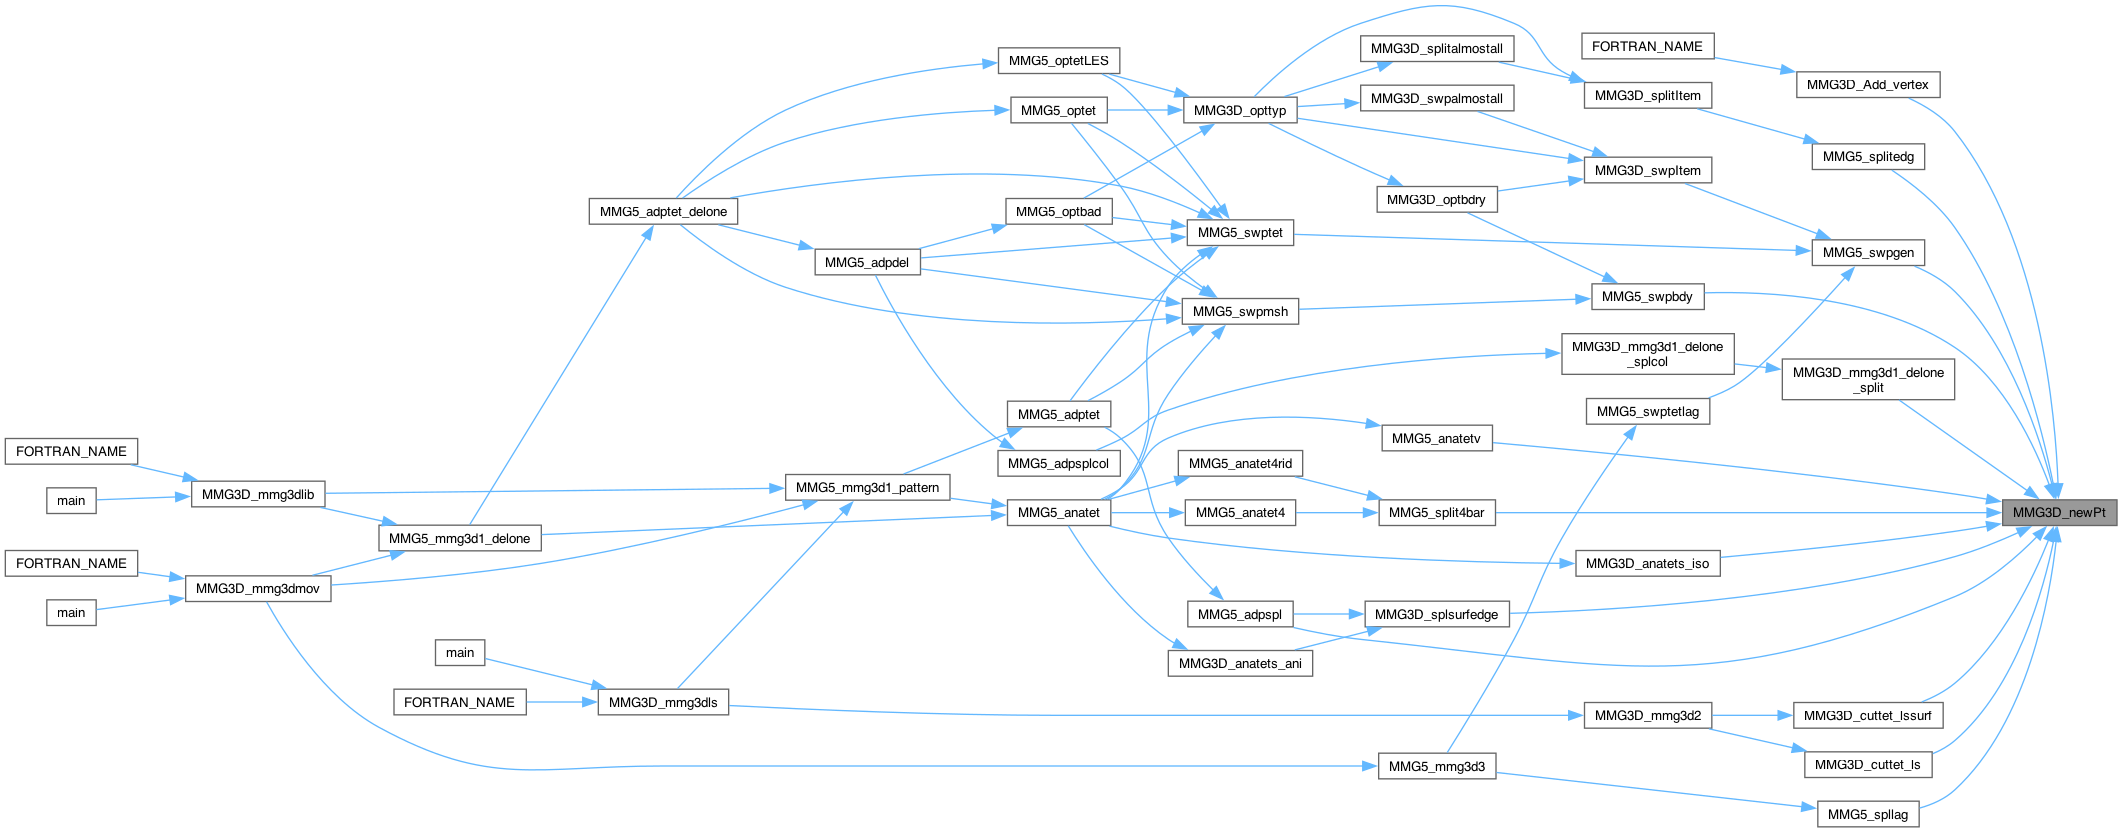 FORTRAN_NAME
main
FORTRAN_NAME
main
MMG3D_mmg3dlib
MMG3D_mmg3dmov
MMG5_mmg3d1_delone
main
FORTRAN_NAME
MMG5_adptet_delone
MMG3D_mmg3dls
MMG5_adpdel
MMG5_mmg3d1_pattern
MMG5_optetLES
MMG5_optet
MMG5_optbad
MMG5_adptet
MMG5_adpsplcol
MMG5_anatet
MMG3D_opttyp
MMG5_swptet
MMG5_swpmsh
MMG5_anatet4rid
MMG5_anatet4
MMG5_adpspl
MMG3D_anatets_ani
MMG3D_splitalmostall
MMG3D_swpalmostall
MMG3D_optbdry
MMG5_anatetv
MMG5_split4bar
MMG3D_splsurfedge
MMG5_mmg3d3
FORTRAN_NAME
MMG3D_splitItem
MMG3D_swpItem
MMG5_swpbdy
MMG3D_mmg3d1_delone
_splcol
MMG5_swptetlag
MMG3D_anatets_iso
MMG3D_mmg3d2
MMG3D_Add_vertex
MMG5_splitedg
MMG5_swpgen
MMG3D_mmg3d1_delone
_split
MMG3D_cuttet_lssurf
MMG3D_cuttet_ls
MMG5_spllag
MMG3D_newPt